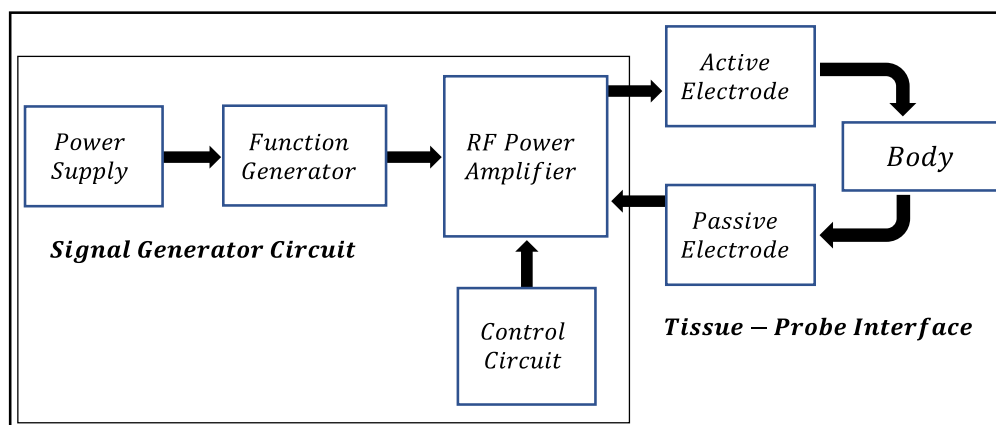 Power
Supply
Function
Generator
RF Power
Amplifier
Active
Electrode
Body
Passive
Electrode
Control
Circuit
Signal Generator Circuit
Tissue − Probe Interface